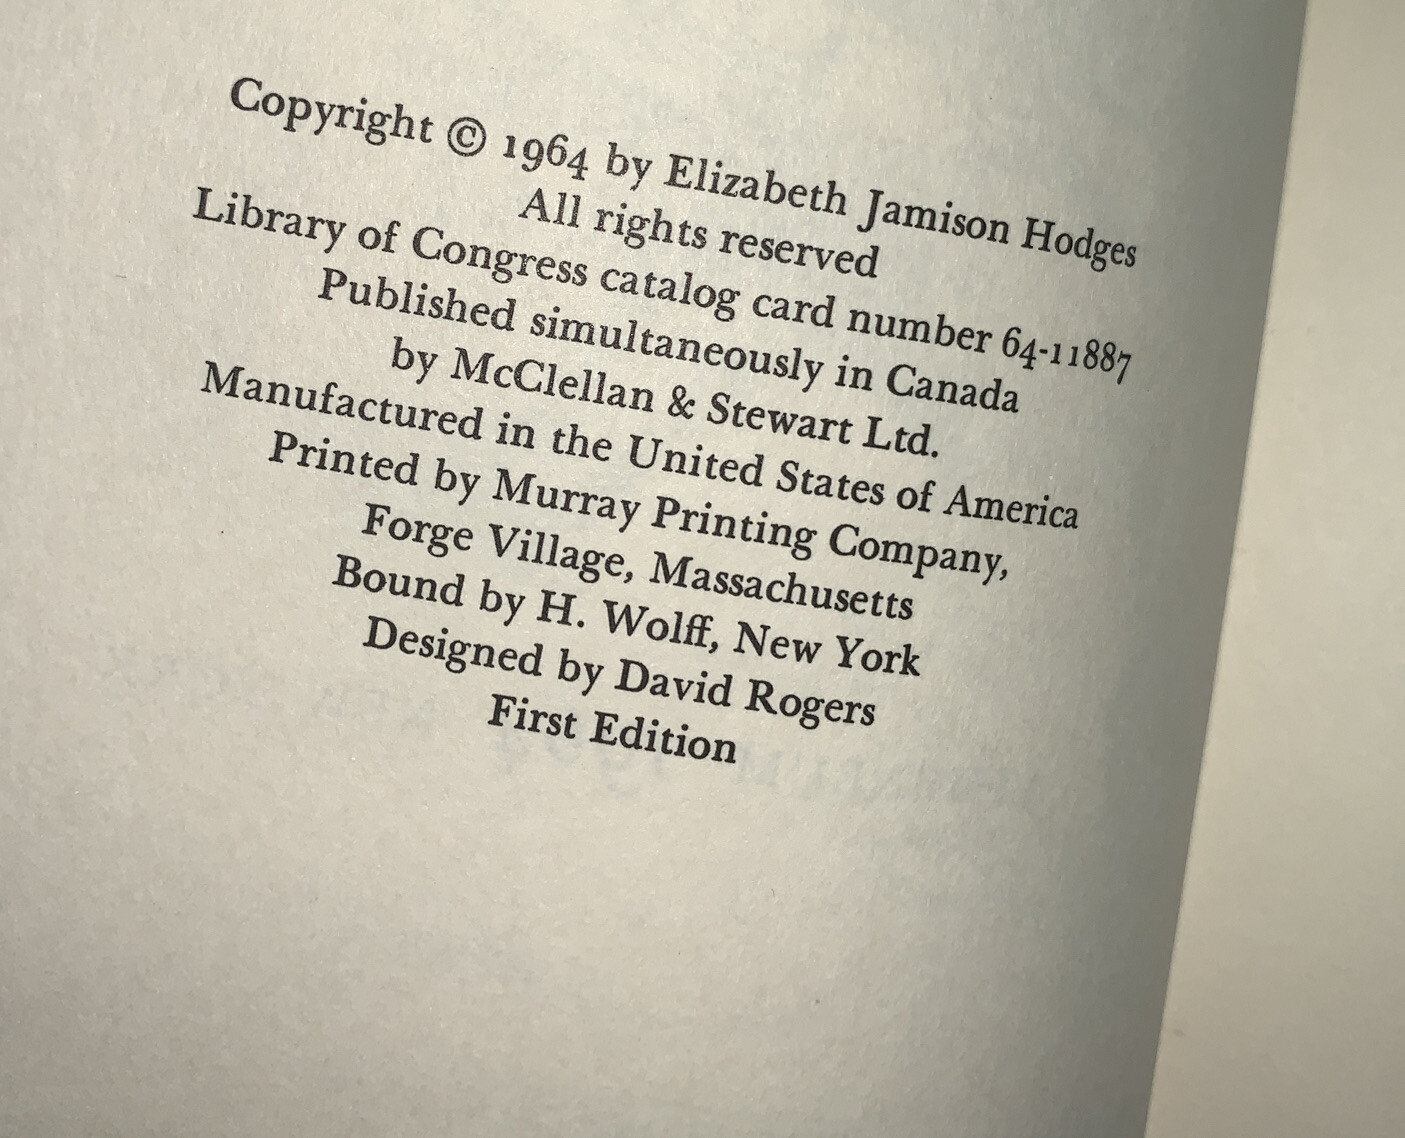 Copyright © 1964 by Elizabeth Jamison Hodges
All rights reserved
Library of Congress catalog card number 64-11887
Published simultaneously in Canada
by McClellan & Stewart Ltd.
Manufactured in the United States of America
Printed by Murray Printing Company,
Forge Village, Massachusetts
Bound by H. Wolff, New York
Designed by David Rogers
First Edition